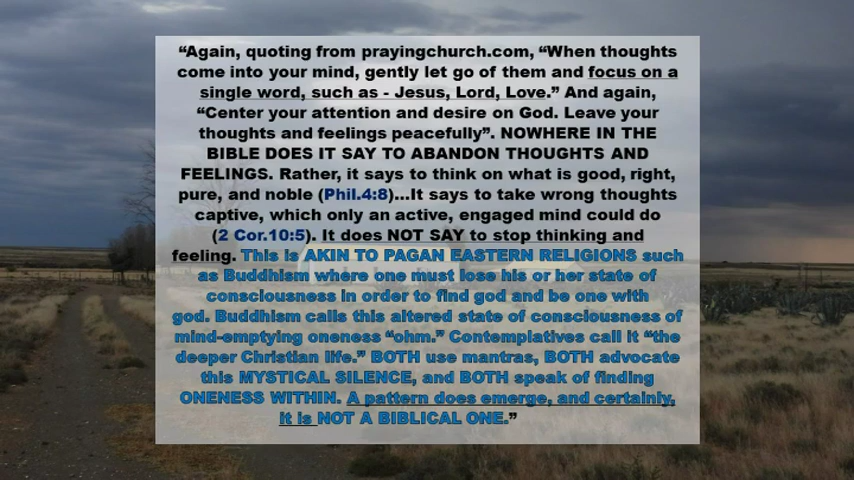 “Again, quoting from prayingchurch.com, “When thoughts
come into your mind, gently let go of them and focus on a
single word, such as - Jesus, Lord, Love.” And again,
“Center your attention and desire on God. Leave your
thoughts and feelings peacefully”. NOWHERE IN THE
BIBLE DOES IT SAY TO ABANDON THOUGHTS AND
FEELINGS. Rather, it says to think on what is good, right,
pure, and noble (Phil.4:8)...It says to take wrong thoughts
captive, which only an active, engaged mind could do
(2 Cor.10:5). It does NOT SAY to stop thinking and
feeling. This is AKIN TO PAGAN EASTERN RELIGIONS such
as Buddhism where one must lose his or her state of
consciousness in order to find god and be one with
god. Buddhism calls this altered state of consciousness of
mind-emptying oneness “ohm.” Contemplatives call it “the
deeper Christian life.” BOTH use mantras, BOTH advocate
this MYSTICAL SILENCE, and BOTH speak of finding
ONENESS WITHIN. A pattern does emerge, and certainly,
it is NOT A BIBLICAL ONE.”